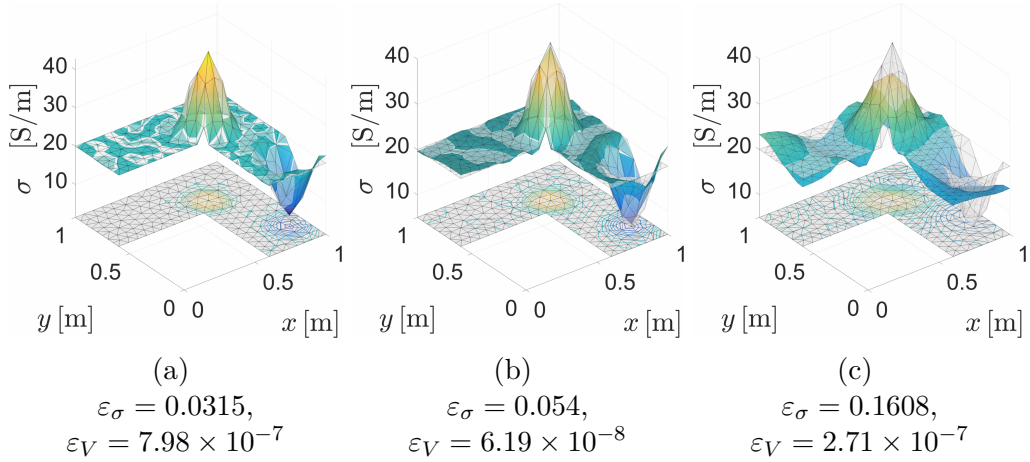 40
30
20
10
σ [S/m]
1
0.5
0
0
0.5
1
y [m]
x [m]
40
30
20
10
σ [S/m]
1
0.5
0
0
0.5
1
y [m]
x [m]
40
30
20
10
σ [S/m]
1
0.5
0
0
0.5
1
y [m]
x [m]
(a)
ε_σ = 0.0315,
ε_V = 7.98 × 10⁻⁷
(b)
ε_σ = 0.054,
ε_V = 6.19 × 10⁻⁸
(c)
ε_σ = 0.1608,
ε_V = 2.71 × 10⁻⁷